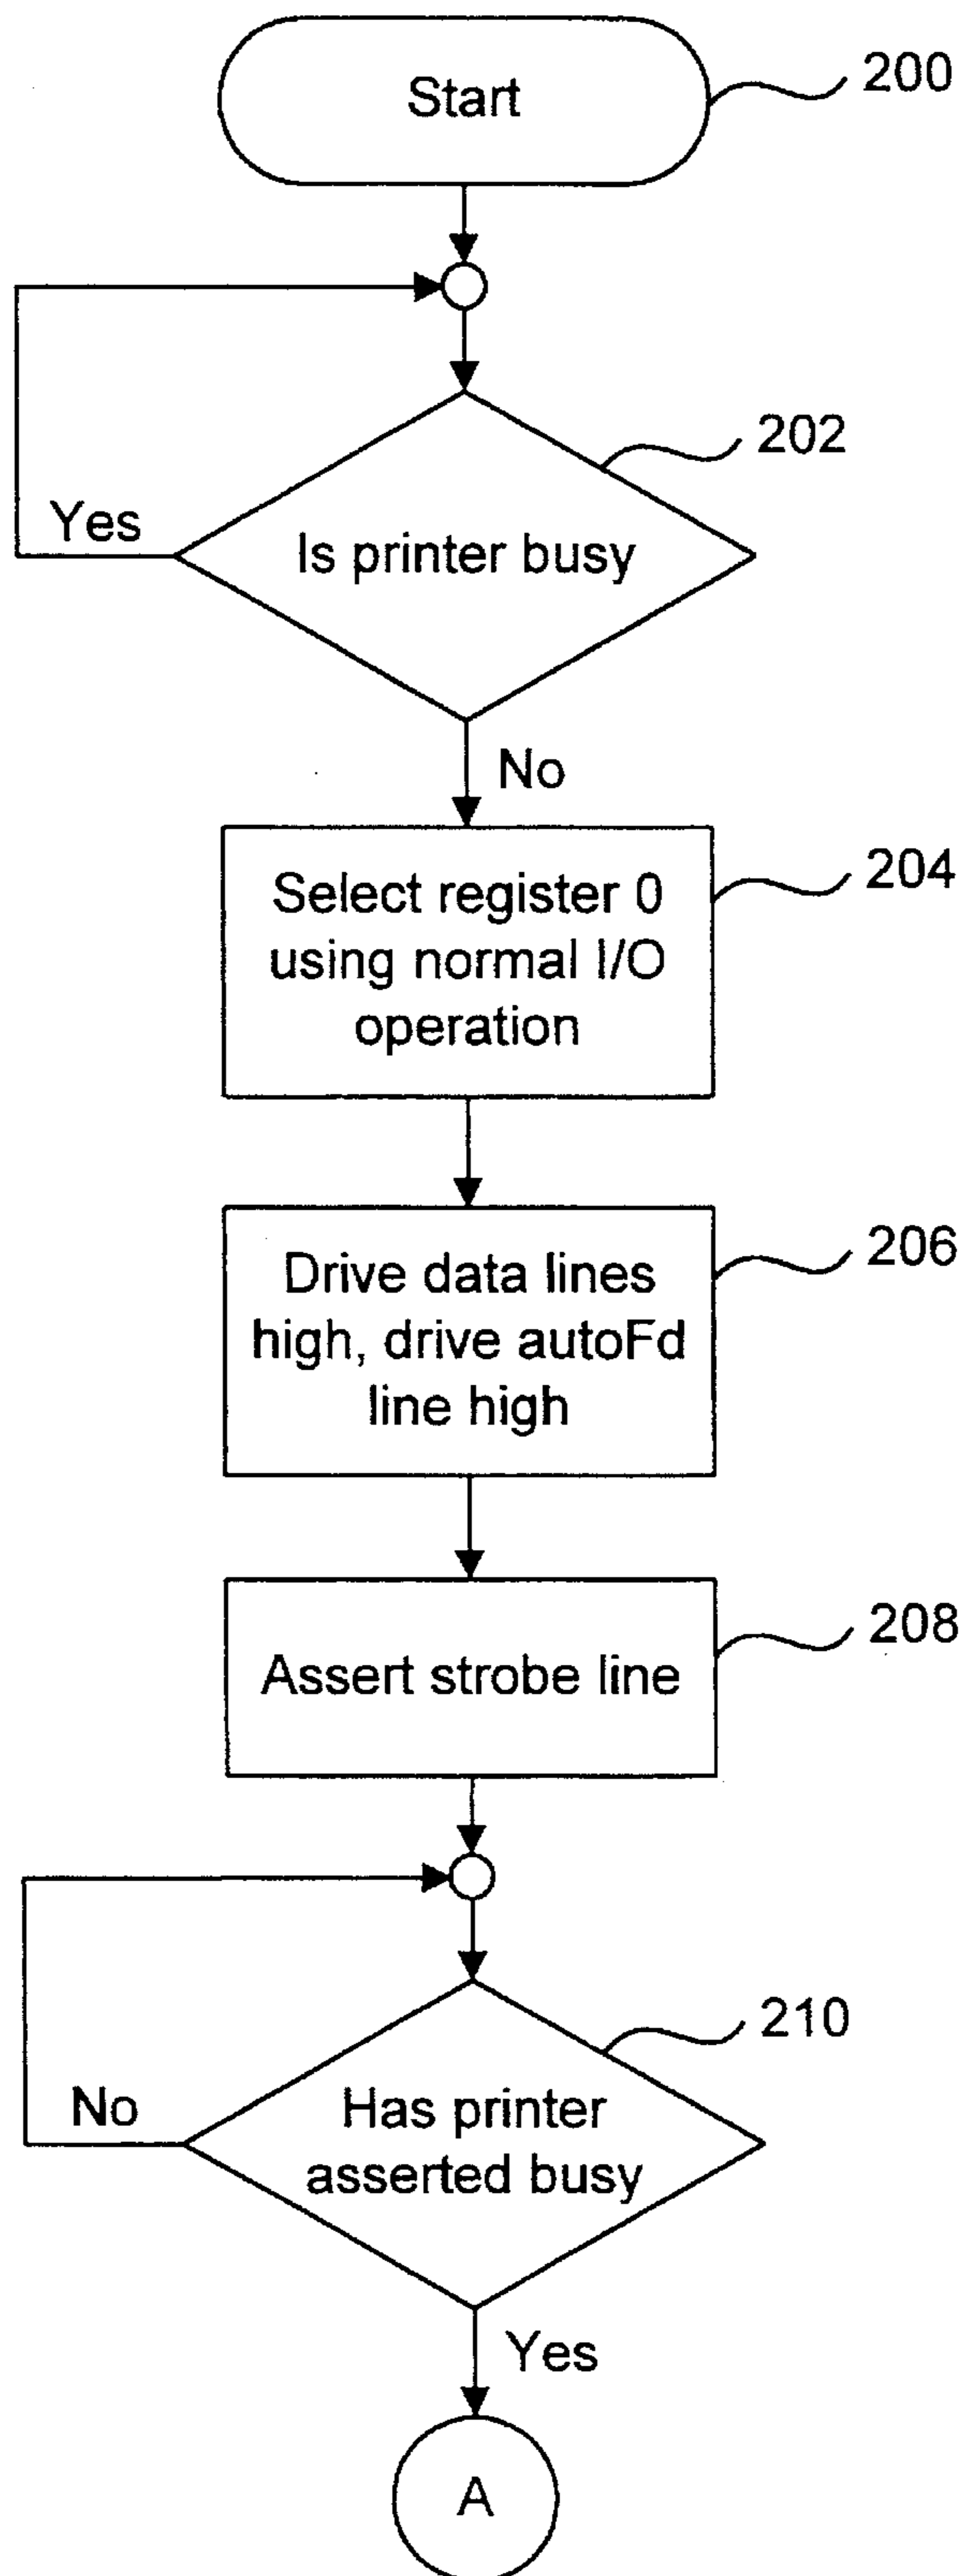 Start
200
202
Yes
Is printer busy
No
204
Select register 0
using normal I/O
operation
206
Drive data lines
high, drive autoFd
line high
208
Assert strobe line
210
No
Has printer
asserted busy
Yes
A